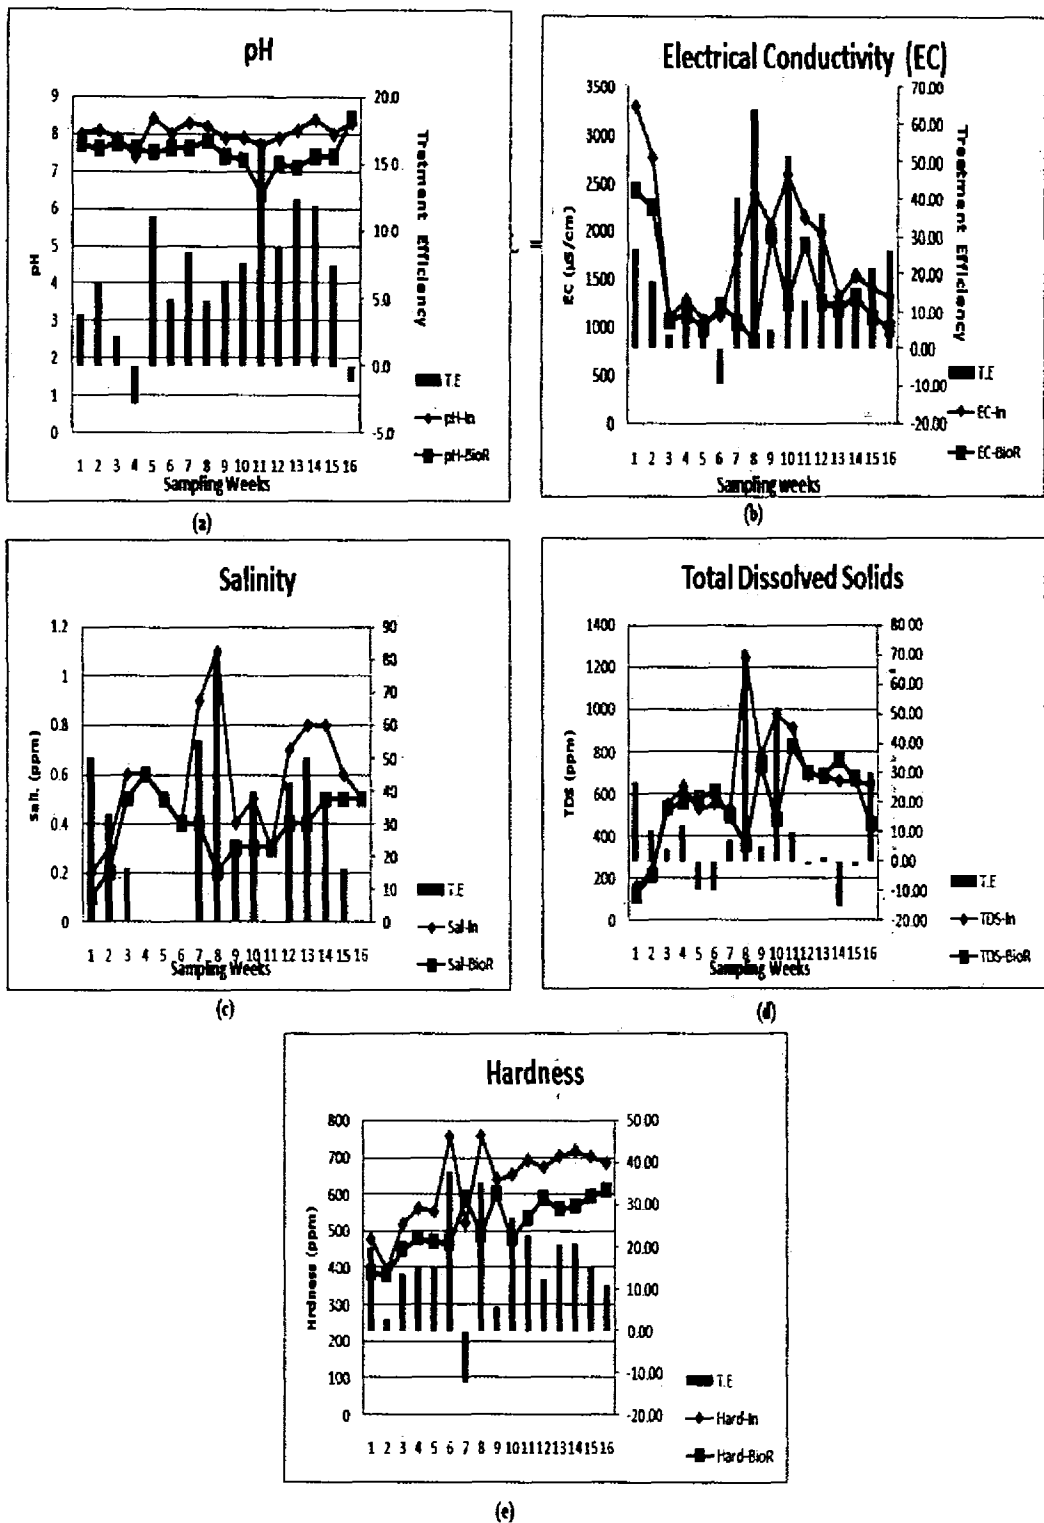 pH
9
8
7
6
5
4
3
2
1
0
pH
20.0
15.0
10.0
5.0
0.0
-5.0
Tratment Efficiency
T.E
pH-In
pH-BioR
1 2 3 4 5 6 7 8 9 10 11 12 13 14 15 16
Sampling Weeks
(a)
Electrical Conductivity (EC)
3500
3000
2500
2000
1500
1000
500
0
EC (µS/cm)
70.00
60.00
50.00
40.00
30.00
20.00
10.00
0.00
-10.00
-20.00
Treetment Efficiency
T.E
EC-In
EC-BioR
1 2 3 4 5 6 7 8 9 10 11 12 13 14 15 16
Sampling weeks
(b)
Salinity
1.2
1
0.8
0.6
0.4
0.2
0
Sali. (ppm)
90
80
70
60
50
40
30
20
10
0
T.E
Sal-In
Sal-BioR
1 2 3 4 5 6 7 8 9 10 11 12 13 14 15 16
Sampling Weeks
(c)
Total Dissolved Solids
1400
1200
1000
800
600
400
200
0
TDS (ppm)
80.00
70.00
60.00
50.00
40.00
30.00
20.00
10.00
0.00
-10.00
-20.00
T.E
TDS-In
TDS-BioR
1 2 3 4 5 6 7 8 9 10 11 12 13 14 15 16
Sampling Weeks
(d)
Hardness
800
700
600
500
400
300
200
100
0
Hrdness (ppm)
50.00
40.00
30.00
20.00
10.00
0.00
-10.00
-20.00
T.E
Hard-In
Hard-BioR
1 2 3 4 5 6 7 8 9 10 11 12 13 14 15 16
(e)